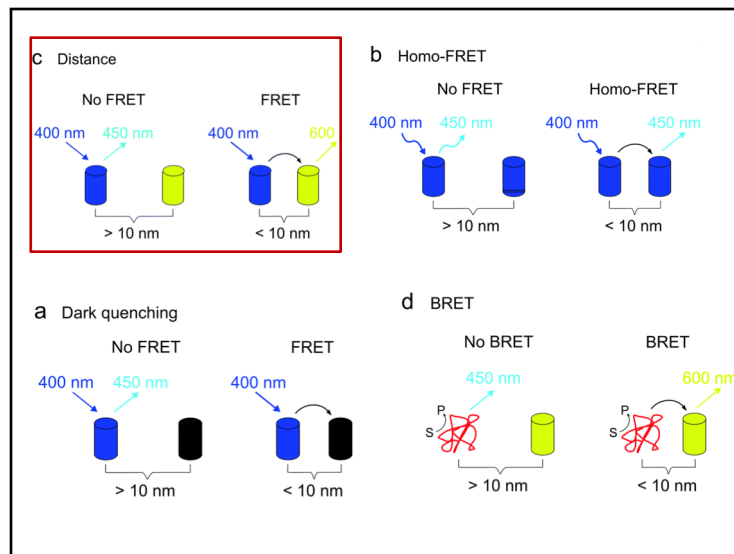 c Distance
No FRET
FRET
400 nm
450 nm
400 nm
600
> 10 nm
< 10 nm
b Homo-FRET
No FRET
Homo-FRET
400 nm
450 nm
400 nm
450 nm
> 10 nm
< 10 nm
a Dark quenching
No FRET
FRET
400 nm
450 nm
400 nm
> 10 nm
< 10 nm
d BRET
No BRET
BRET
450 nm
600 nm
P
S
P
S
> 10 nm
< 10 nm